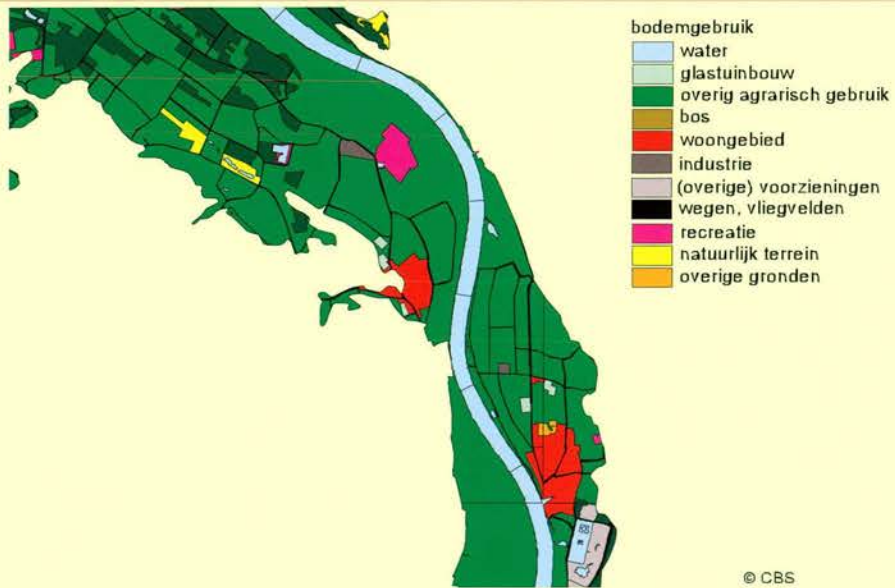 bodemgebruik
water
glastuinbouw
overig agrarisch gebruik
bos
woongebied
industrie
(overige) voorzieningen
wegen, vliegvelden
recreatie
natuurlijk terrein
overige gronden
© CBS